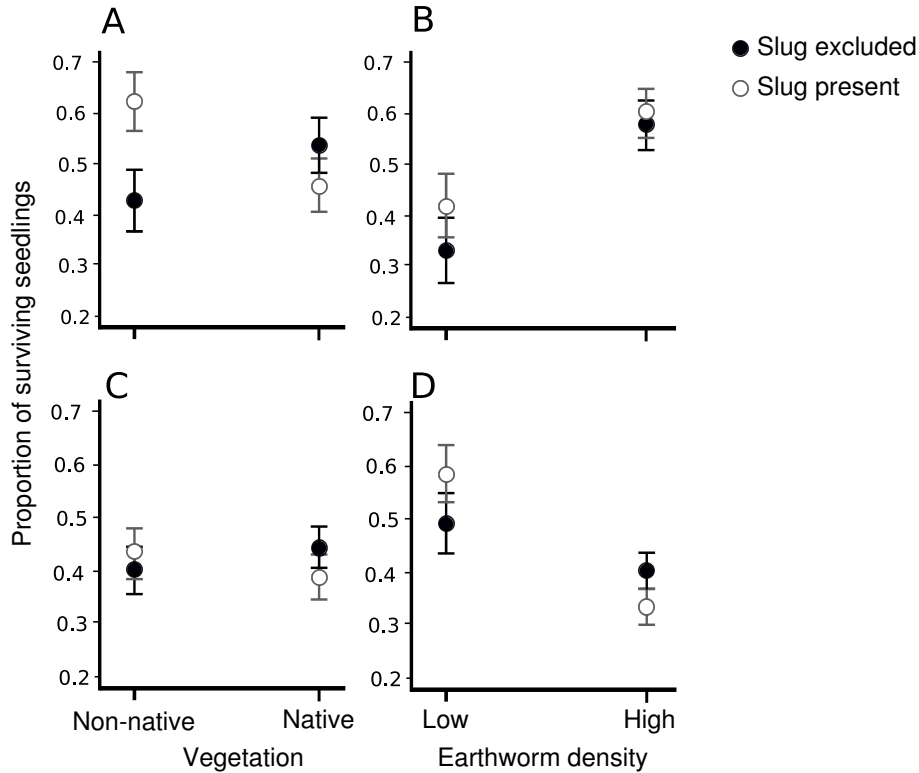 A
B
Slug excluded
Slug present
Proportion of surviving seedlings
0.7
0.6
0.5
0.4
0.3
0.2
0.7
0.6
0.5
0.4
0.3
0.2
C
D
0.7
0.6
0.5
0.4
0.3
0.2
0.7
0.6
0.5
0.4
0.3
0.2
Non-native
Native
Low
High
Vegetation
Earthworm density